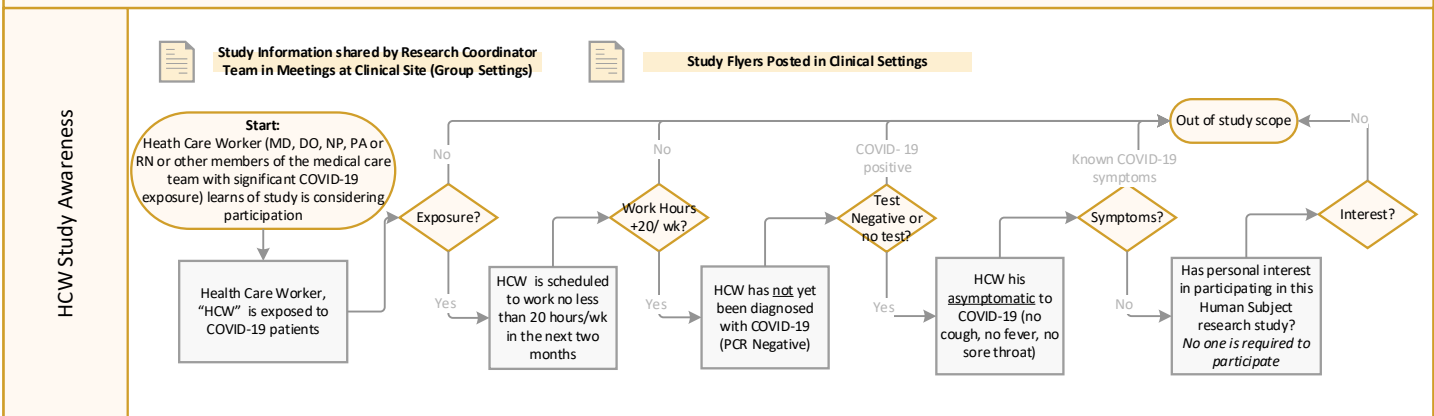 HCW Study Awareness
Study Information shared by Research Coordinator
Team in Meetings at Clinical Site (Group Settings)
Study Flyers Posted in Clinical Settings
Start:
Heath Care Worker (MD, DO, NP, PA or
RN or other members of the medical care
team with significant COVID-19
exposure) learns of study is considering
participation
Health Care Worker,
“HCW” is exposed to
COVID-19 patients
Exposure?
No
Yes
HCW is scheduled
to work no less
than 20 hours/wk
in the next two
months
Work Hours
+20/ wk?
No
Yes
HCW has not yet
been diagnosed
with COVID-19
(PCR Negative)
Test
Negative or
no test?
COVID- 19
positive
Yes
HCW his
asymptomatic to
COVID-19 (no
cough, no fever, no
sore throat)
Symptoms?
Known COVID-19
symptoms
No
Has personal interest
in participating in this
Human Subject
research study?
No one is required to
participate
Interest?
No
Out of study scope